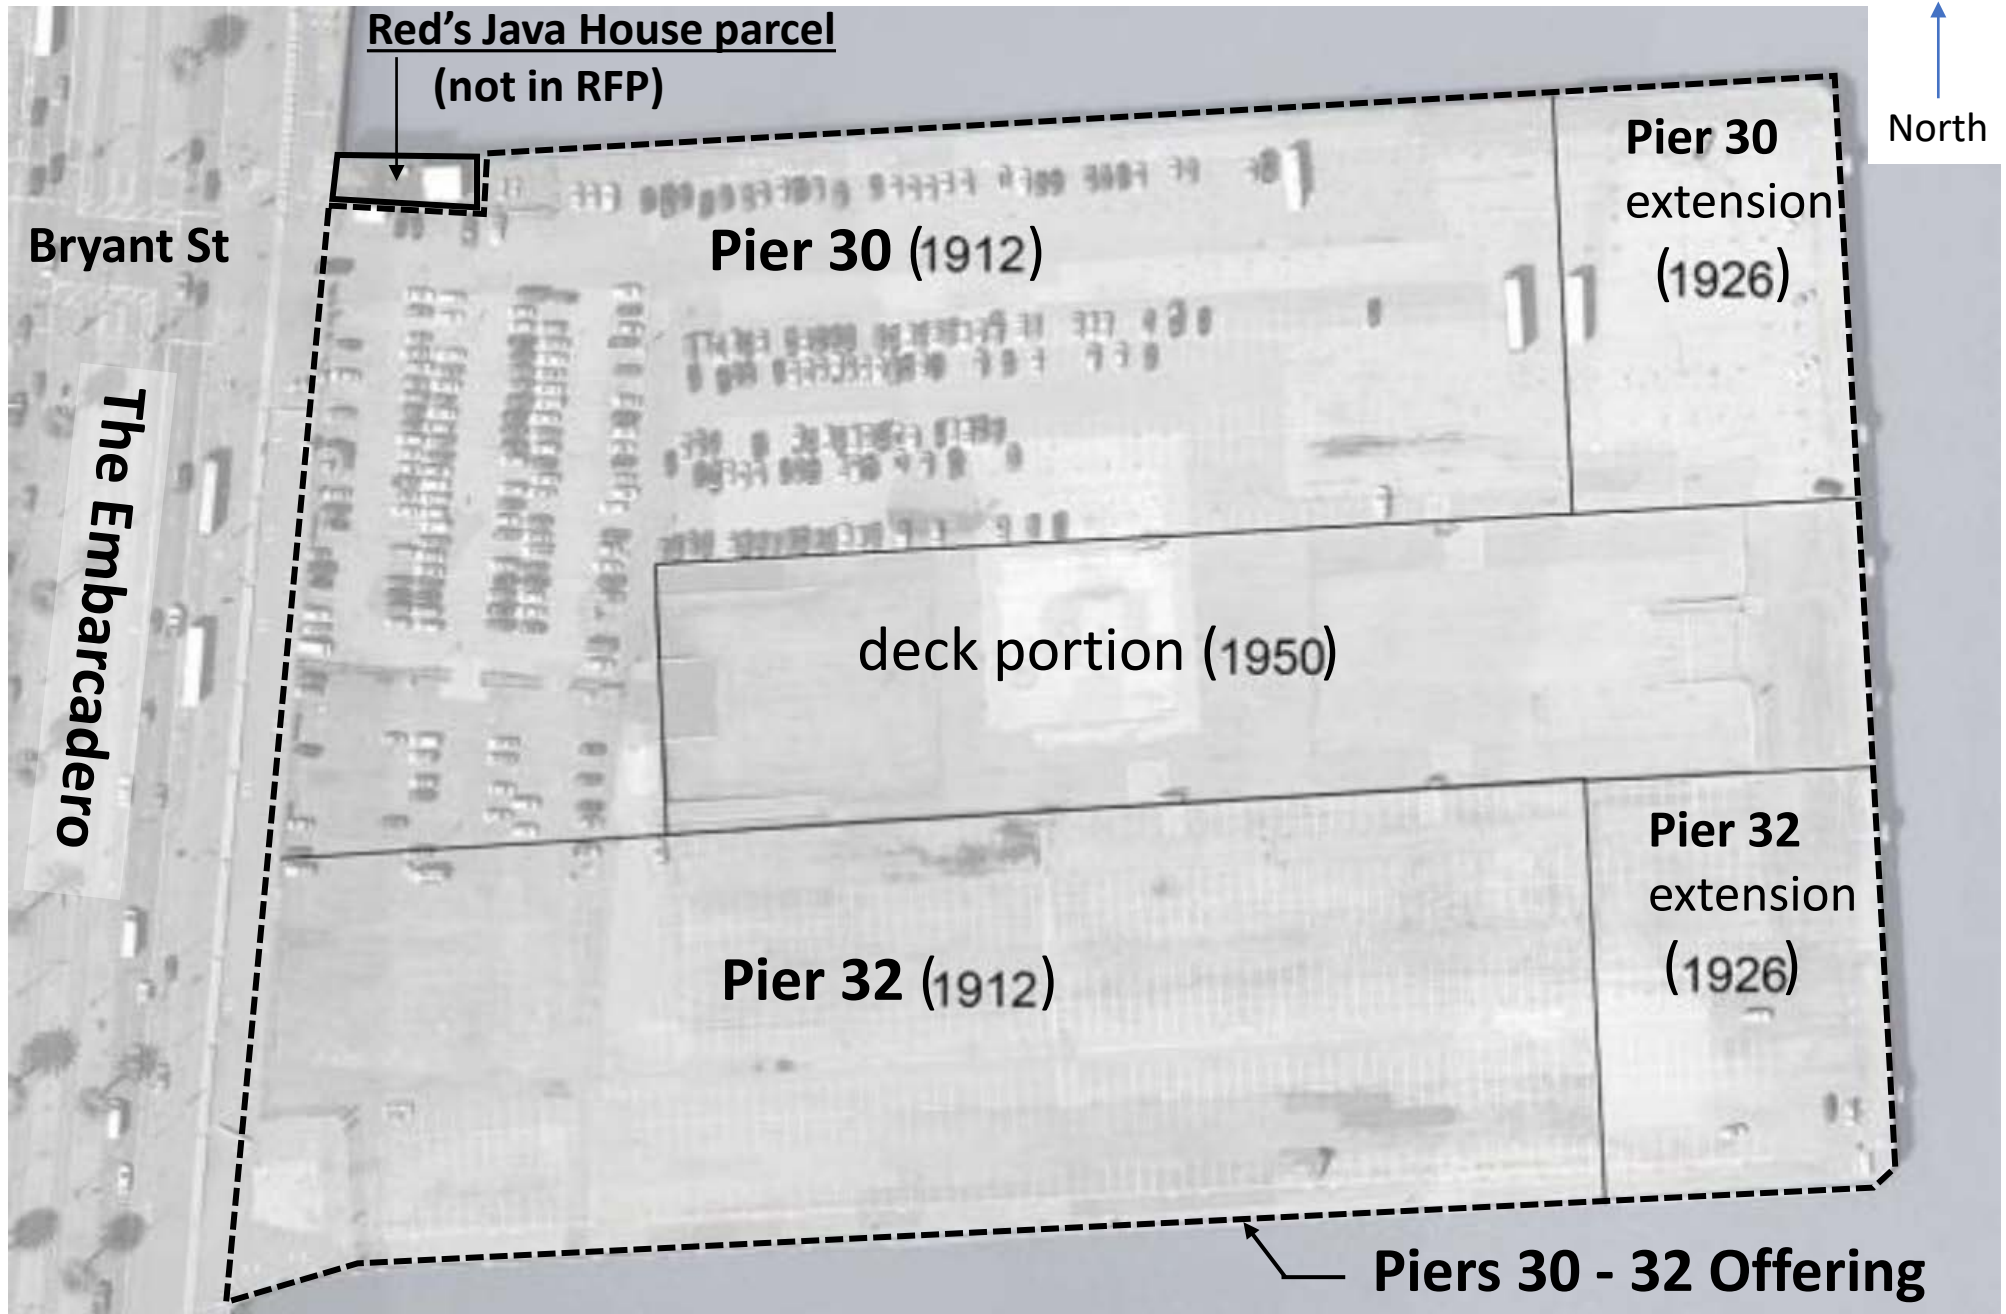 Red's Java House parcel
(not in RFP)
North
Pier 30
extension
(1926)
Bryant St
Pier 30 (1912)
The Embarcadero
deck portion (1950)
Pier 32
extension
(1926)
Pier 32 (1912)
Piers 30 - 32 Offering